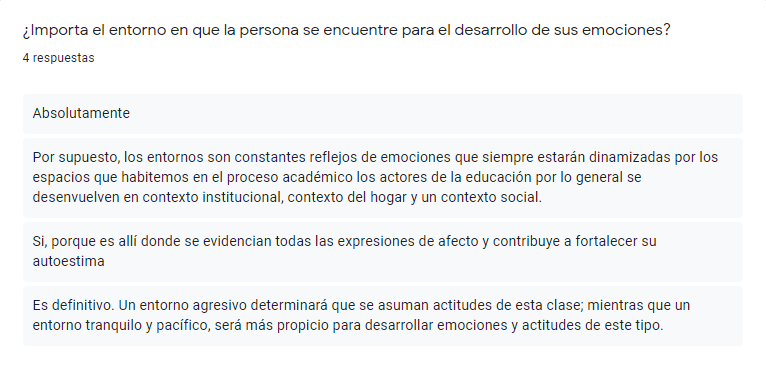 ¿Importa el entorno en que la persona se encuentre para el desarrollo de sus emociones?
4 respuestas
Absolutamente
Por supuesto, los entornos son constantes reflejos de emociones que siempre estarán dinamizadas por los
espacios que habitemos en el proceso académico los actores de la educación por lo general se
desenvuelven en contexto institucional, contexto del hogar y un contexto social.
Si, porque es allí donde se evidencian todas las expresiones de afecto y contribuye a fortalecer su
autoestima
Es definitivo. Un entorno agresivo determinará que se asuman actitudes de esta clase; mientras que un
entorno tranquilo y pacífico, será más propicio para desarrollar emociones y actitudes de este tipo.